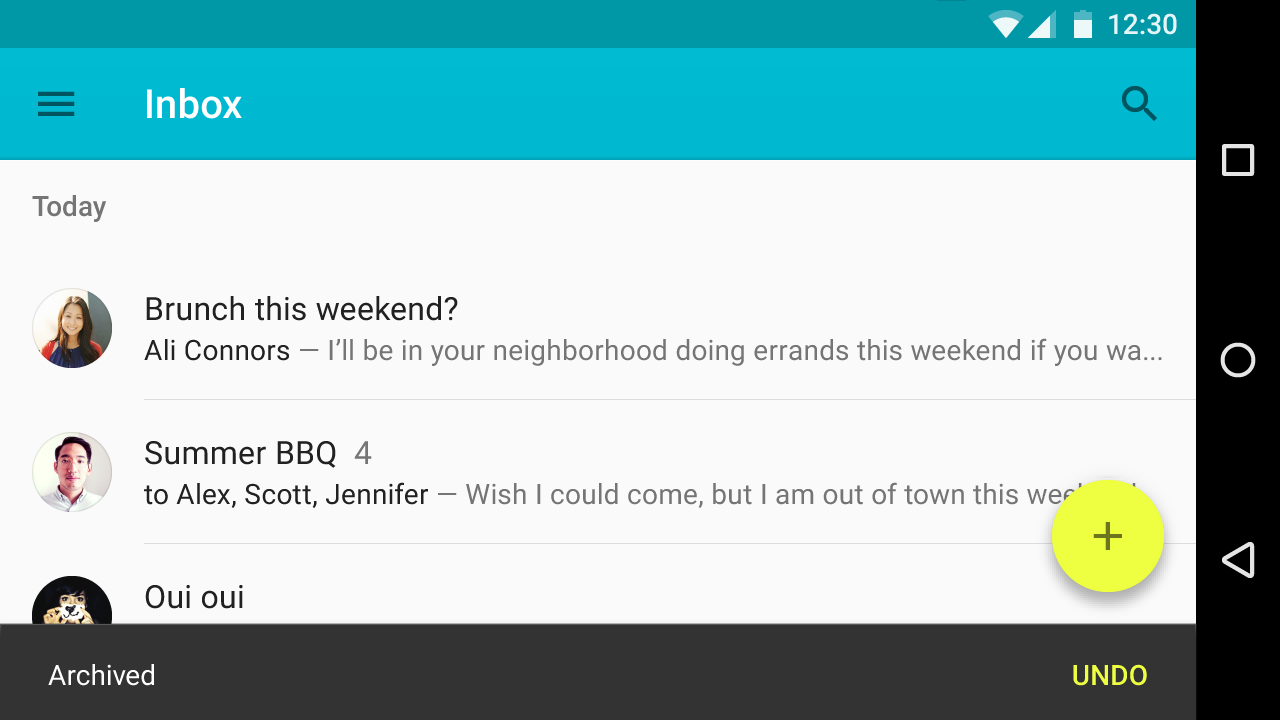 12:30
Inbox
Today
Brunch this weekend?
Ali Connors — I’ll be in your neighborhood doing errands this weekend if you wa...
Summer BBQ 4
to Alex, Scott, Jennifer — Wish I could come, but I am out of town this
Oui oui
Archived UNDO